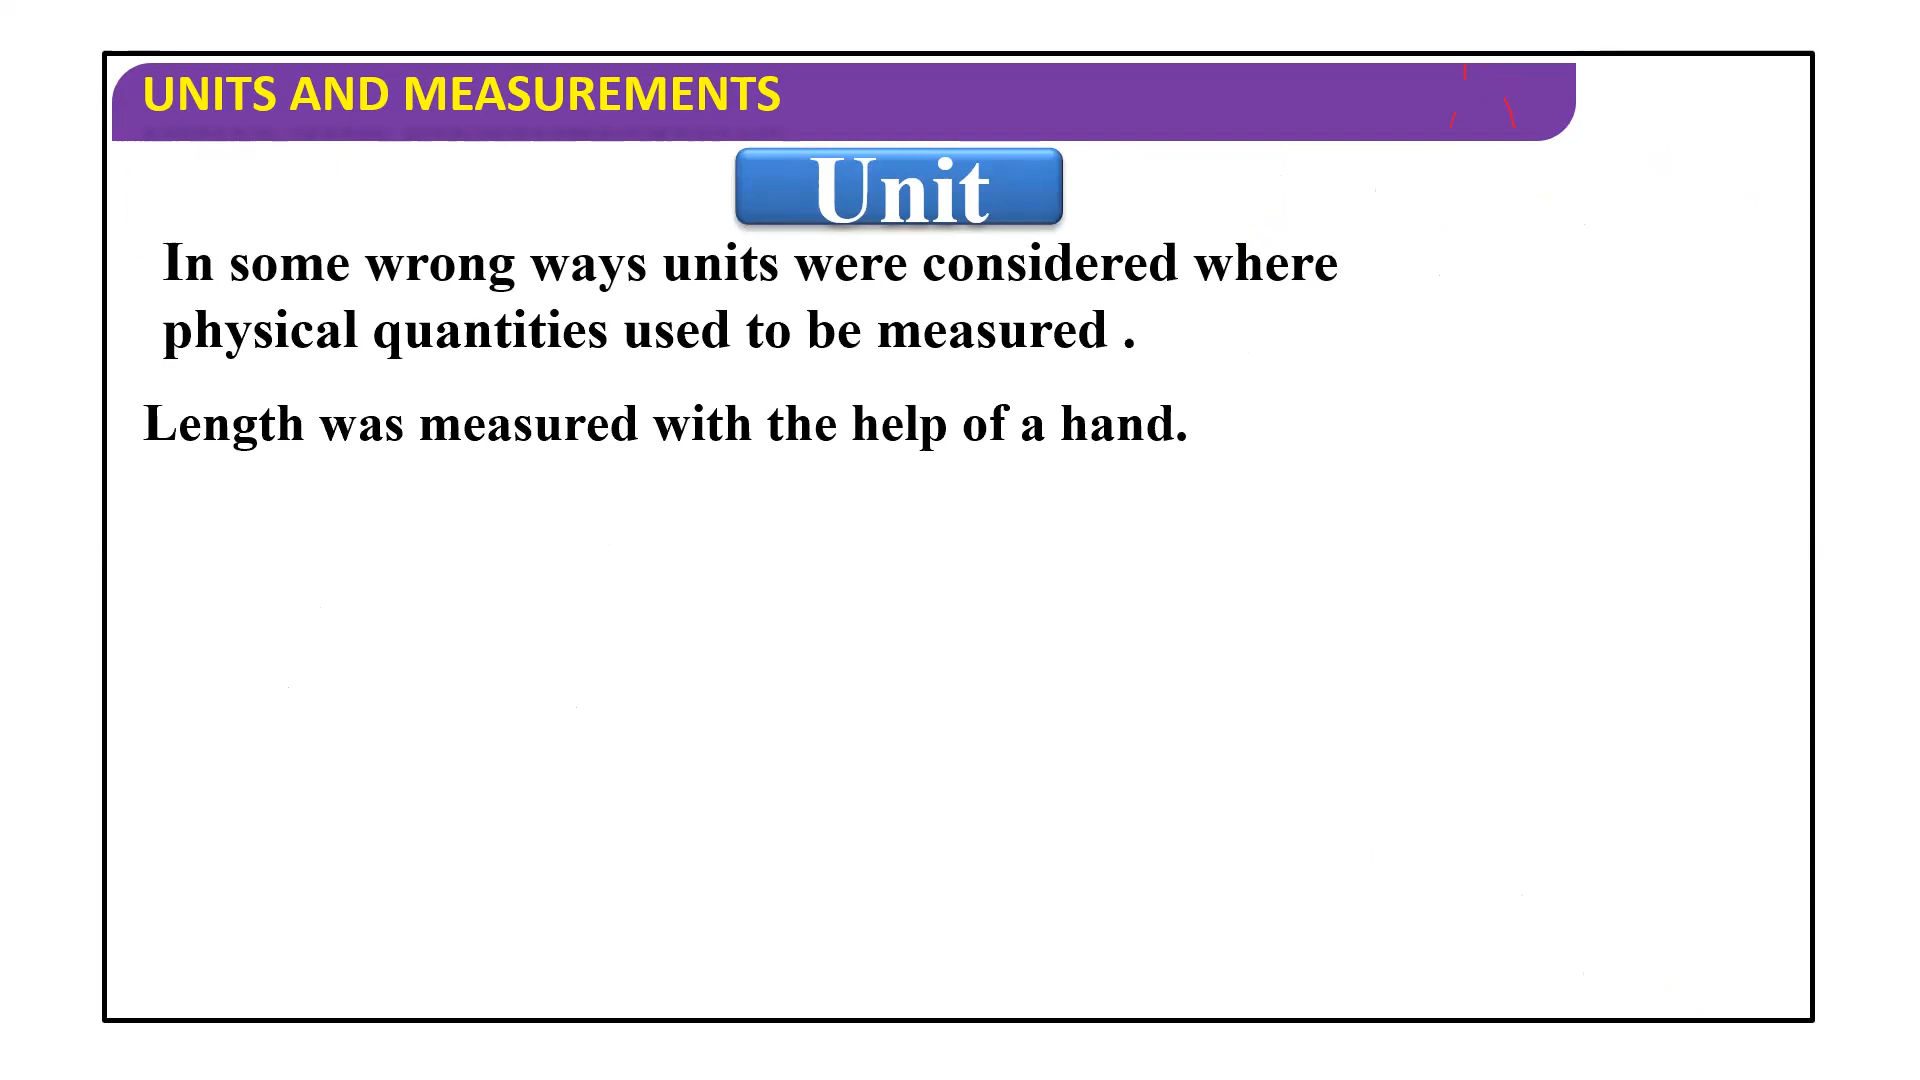 UNITS AND MEASUREMENTS
Unit
In some wrong ways units were considered where
physical quantities used to be measured .
Length was measured with the help of a hand.